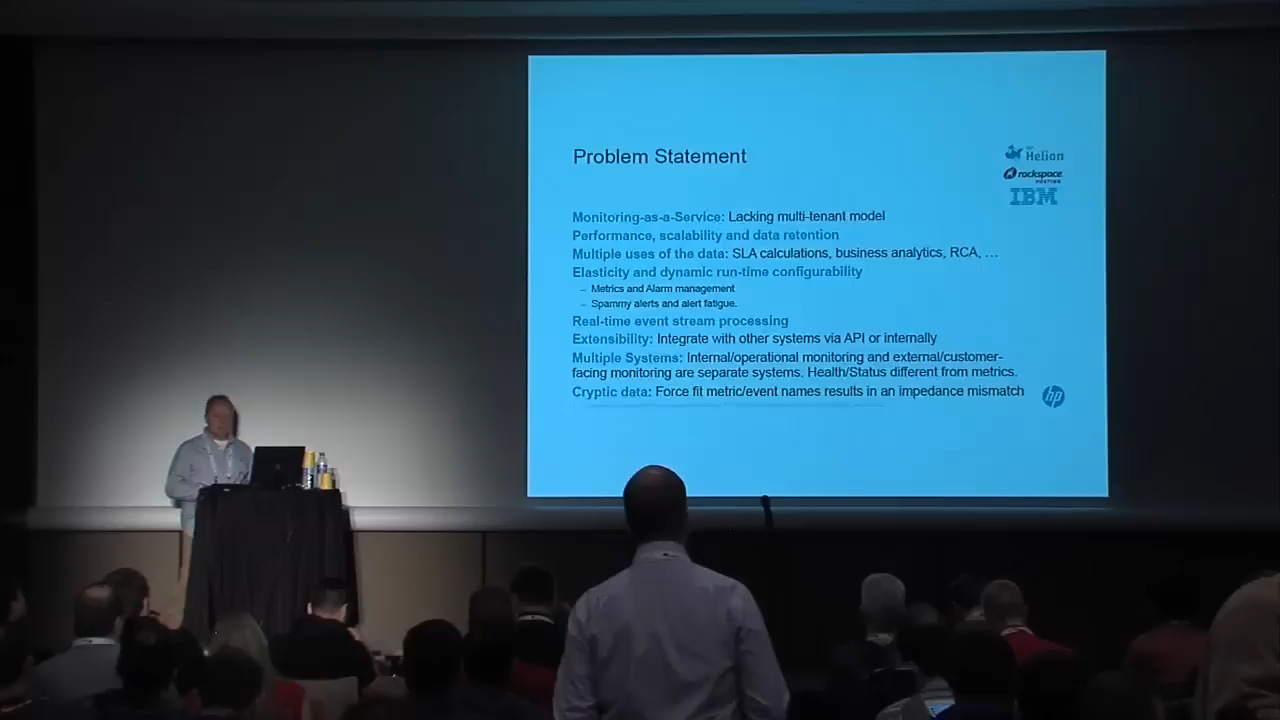 Problem Statement
Helion
rockspace
HOSTING
IBM
Monitoring-as-a-Service: Lacking multi-tenant model
Performance, scalability and data retention
Multiple uses of the data: SLA calculations, business analytics, RCA, …
Elasticity and dynamic run-time configurability
– Metrics and Alarm management
– Spammy alerts and alert fatigue.
Real-time event stream processing
Extensibility: Integrate with other systems via API or internally
Multiple Systems: Internal/operational monitoring and external/customer-
facing monitoring are separate systems. Health/Status different from metrics.
Cryptic data: Force fit metric/event names results in an impedance mismatch
hp